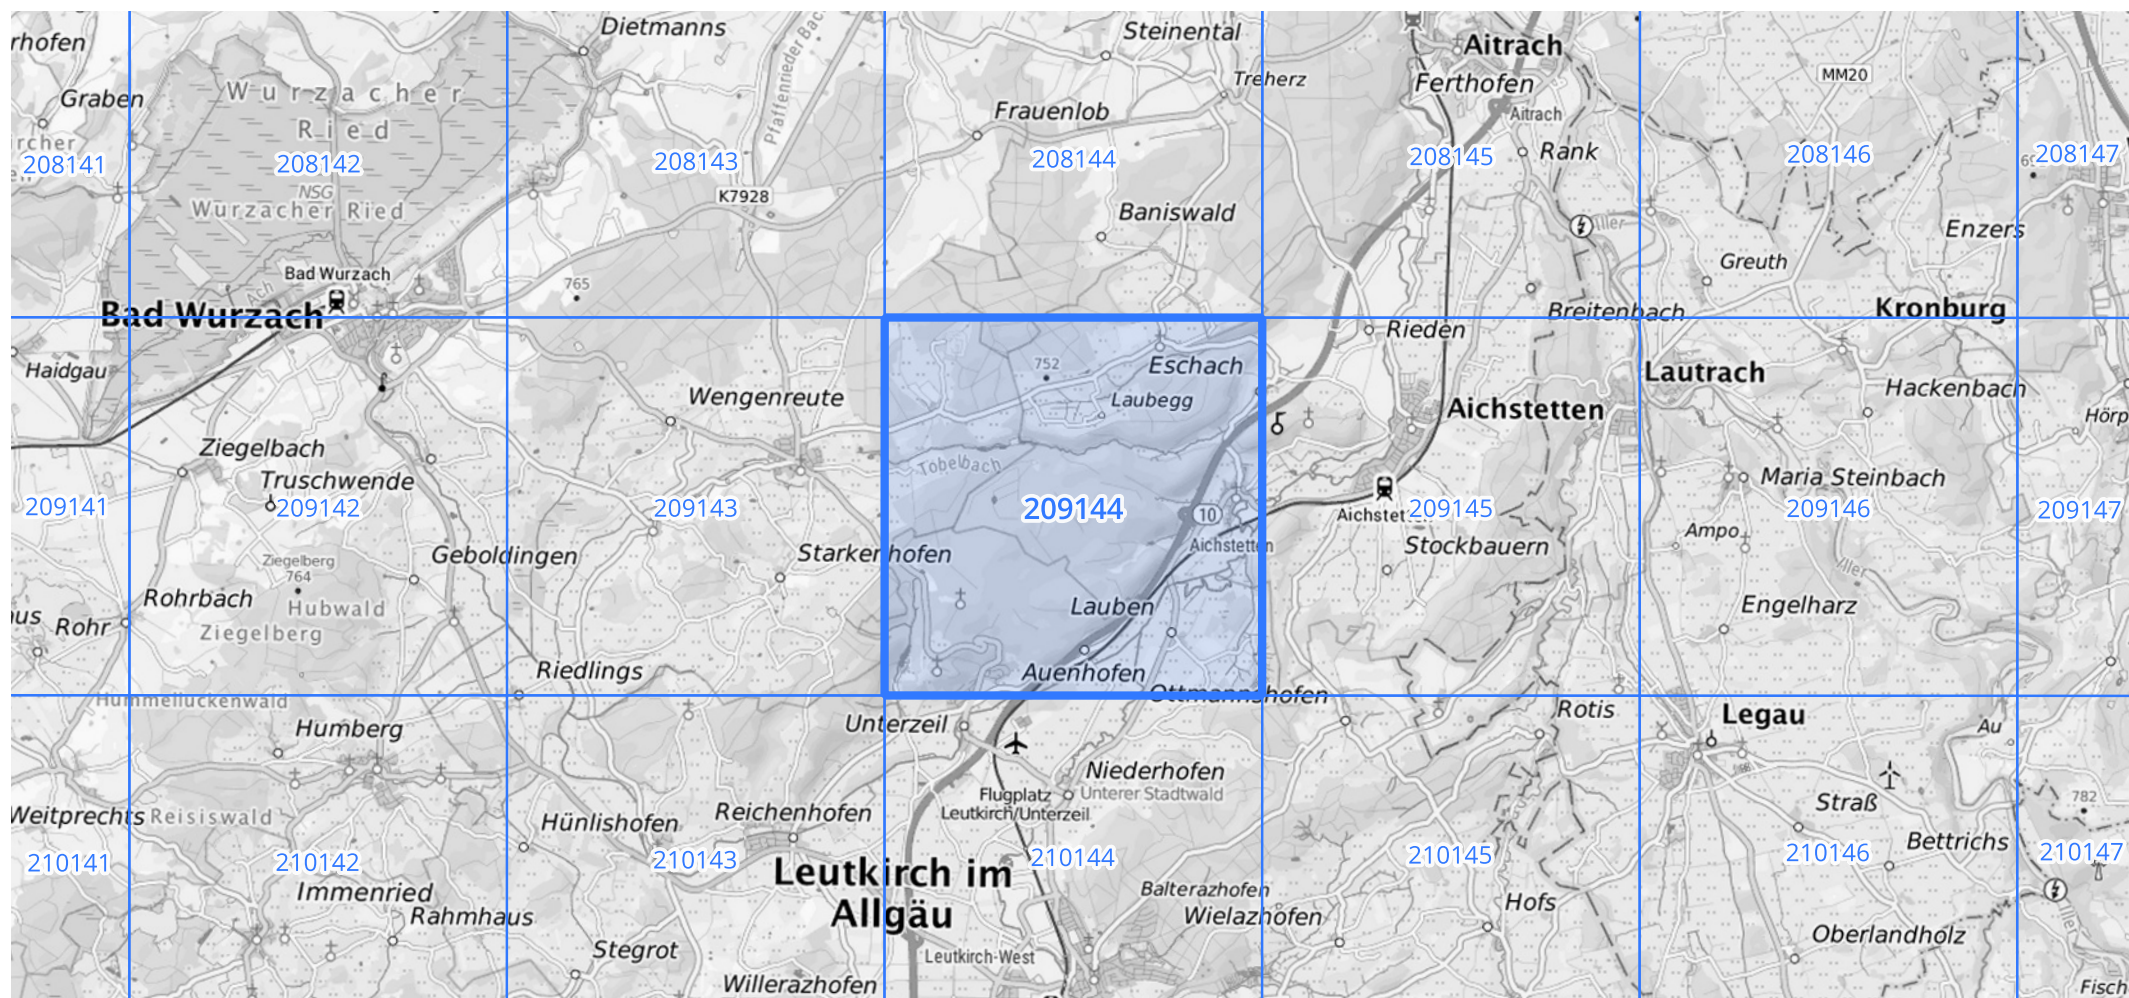 rhofen
Dietmanns
Pfaffenrieder Bach
Steinental
Aitrach
MM20
Graben
Wurzacher
Ried
Treherz
Ferthofen
Frauenlob
Aitrach
rcher
208141
208142
208143
208144
208145
Rank
208146
208147
NSG
Wurzacher Ried
K7928
Baniswald
Iller
Enzers
Ach
Bad Wurzach
765
Greuth
Bad Wurzach
Breitenbach
Kronburg
Haidgau
Wengenreute
752
Eschach
Laubegg
Rieden
Aichstetten
Lautrach
Hackenbach
Hörp
Ziegelbach
Truschwende
Tobelbach
Maria Steinbach
209141
209142
209143
209144
10
209145
209146
209147
Aichstetten
Aichstetten
Stockbauern
Ampo
Iller
Ziegelberg
764
Geboldingen
Starkenhofen
Rohrbach
Hubwald
Ziegelberg
Lauben
Engelharz
aus
Rohr
Riedlings
Auenhofen
Ottmannshofen
Hummelluckenwald
Humberg
Unterzeil
Rotis
Legau
Au
Niederhofen
Unterer Stadtwald
Flugplatz
Leutkirch/Unterzeil
Weitprechts
Reisiswald
Hünlishofen
Reichenhofen
Straß
782
Bettrichs
210141
210142
210143
210144
210145
210146
210147
Leutkirch im
Allgäu
Immenried
Rahmhaus
Balterazhofen
Wielazhofen
Hofs
Iller
Stegrot
Leutkirch-West
Oberlandholz
Willerazhofen
Fisch